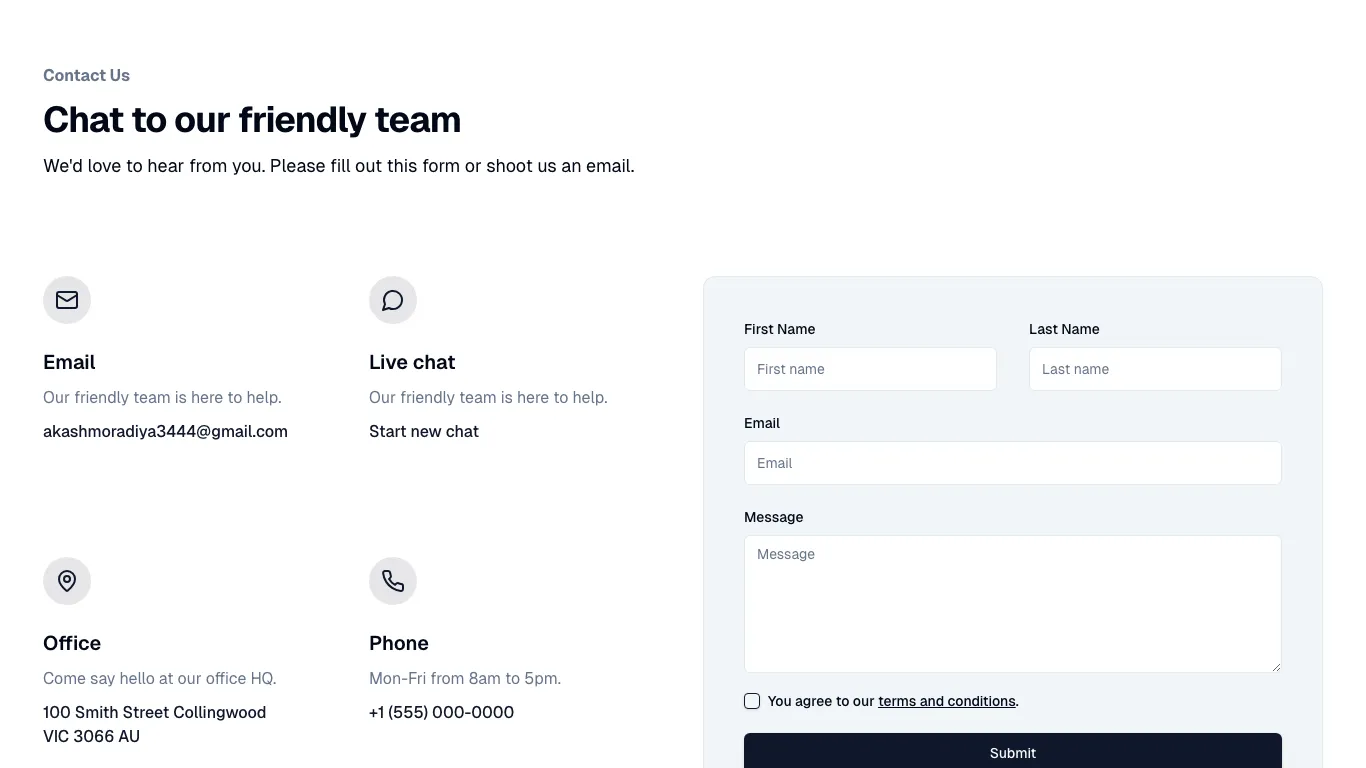 Contact Us
Chat to our friendly team
We'd love to hear from you. Please fill out this form or shoot us an email.
Email
Our friendly team is here to help.
akashmoradiya3444@gmail.com
Live chat
Our friendly team is here to help.
Start new chat
Office
Come say hello at our office HQ.
100 Smith Street Collingwood
VIC 3066 AU
Phone
Mon-Fri from 8am to 5pm.
+1 (555) 000-0000
First Name
First name
Last Name
Last name
Email
Email
Message
Message
You agree to our terms and conditions.
Submit